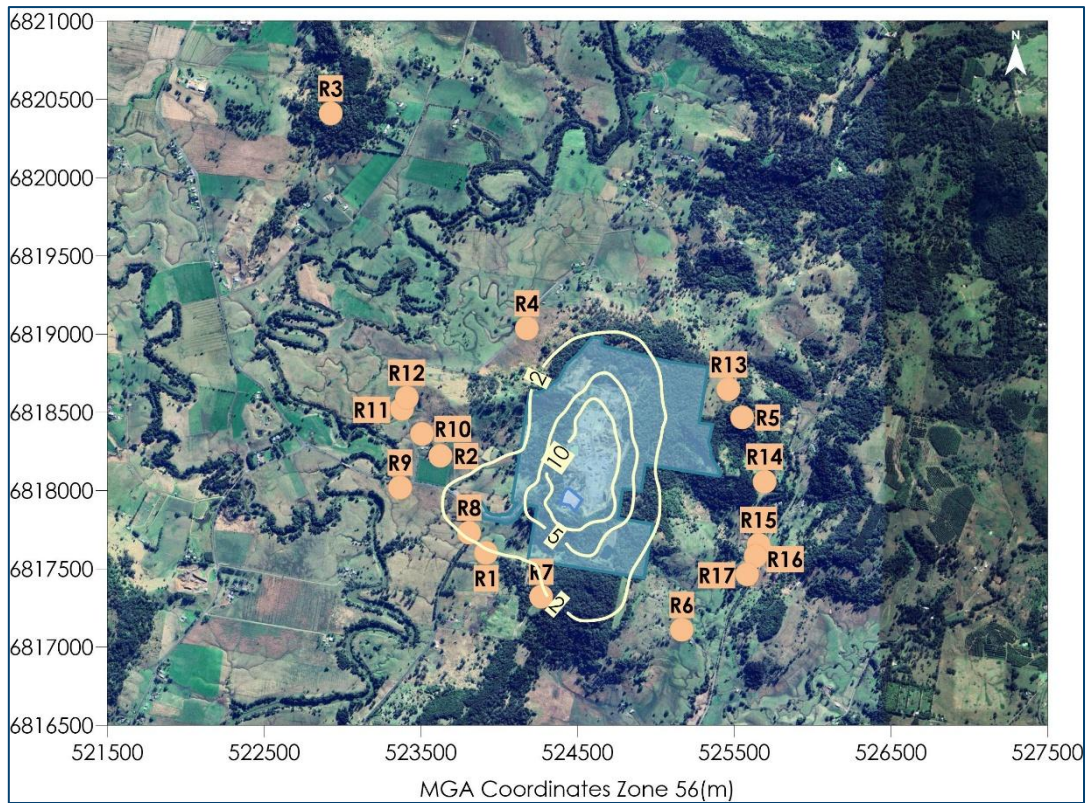 6821000
N
R3
6820500
6820000
6819500
R4
6819000
2
R13
R12
6818500
R11
R5
R10
R2
10
R14
R9
6818000
R8
R15
5
R1
R7
R16
6817500
R17
2
R6
6817000
6816500
521500
522500
523500
524500
525500
526500
527500
MGA Coordinates Zone 56(m)